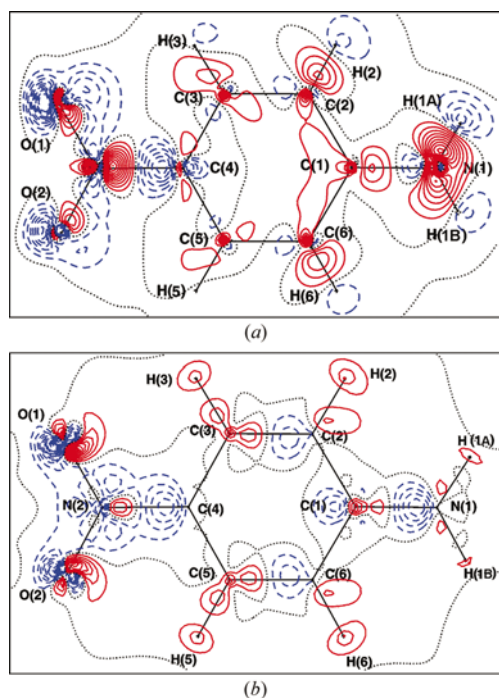 H(3)
H(2)
H(1A)
C(3)
C(2)
O(1)
C(4)
C(1)
N(1)
O(2)
C(5)
C(6)
H(1B)
H(5)
H(6)
(a)
H(3)
H(2)
O(1)
H(1A)
C(3)
C(2)
N(2)
C(4)
C(1)
N(1)
C(5)
C(6)
O(2)
H(1B)
H(5)
H(6)
(b)